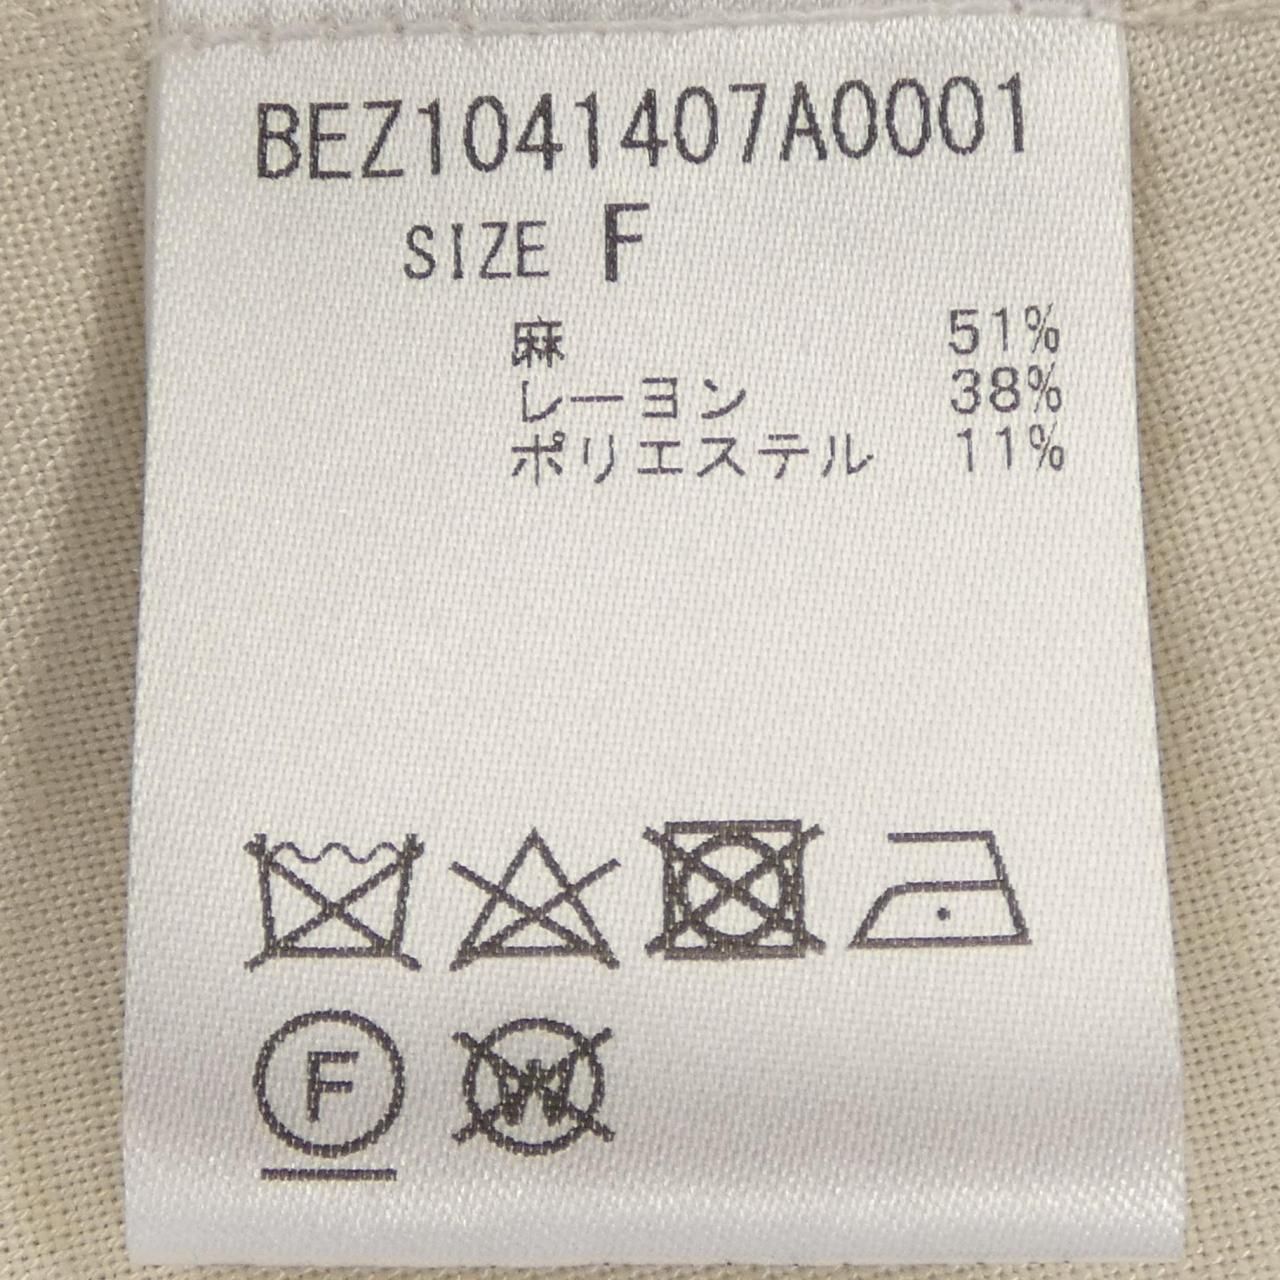 BEZ1041407A0001
SIZE F
麻 51%
レーヨン 38%
ポリエステル 11%
F
W